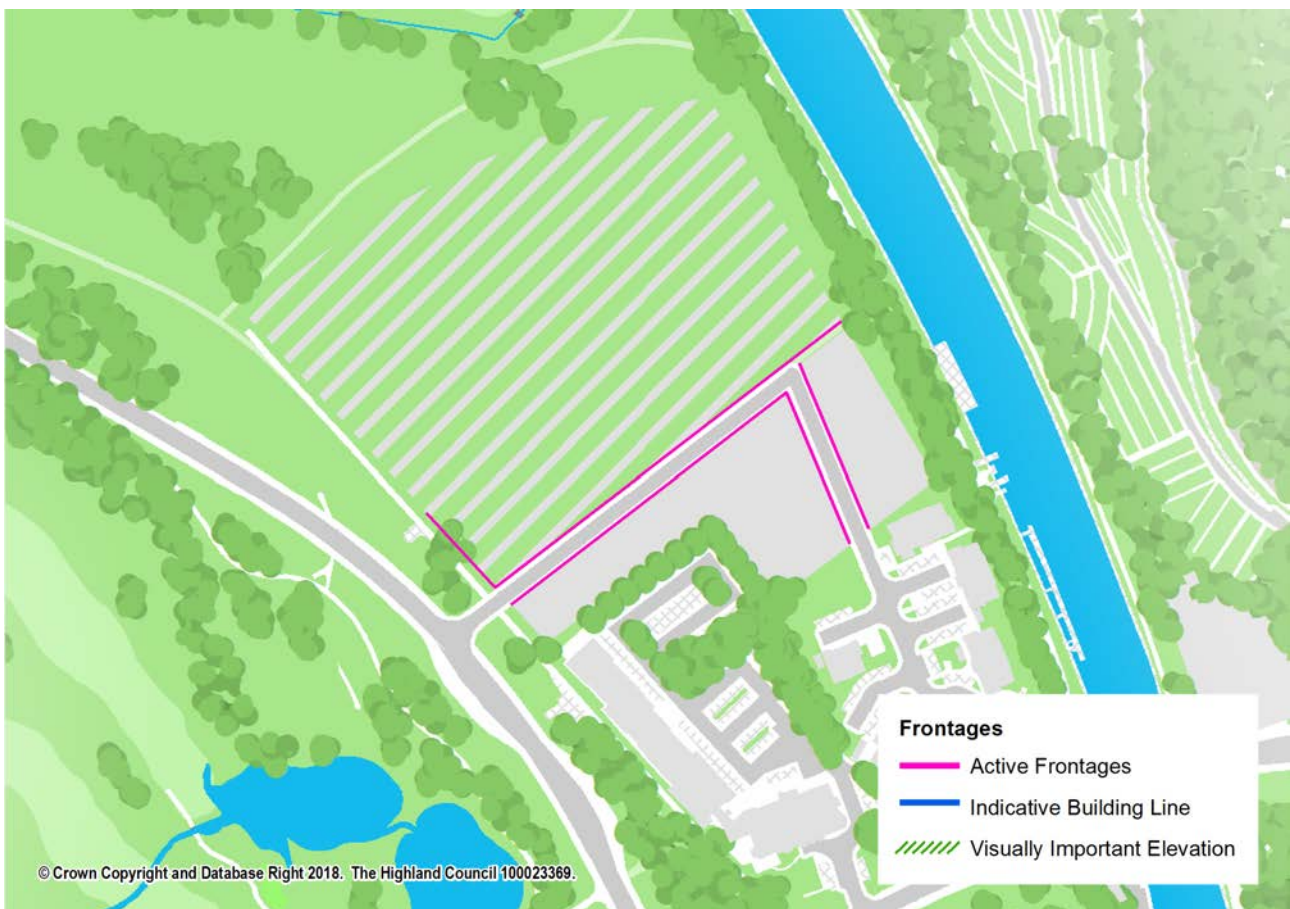 Frontages
Active Frontages
Indicative Building Line
Visually Important Elevation
© Crown Copyright and Database Right 2018. The Highland Council 100023369.